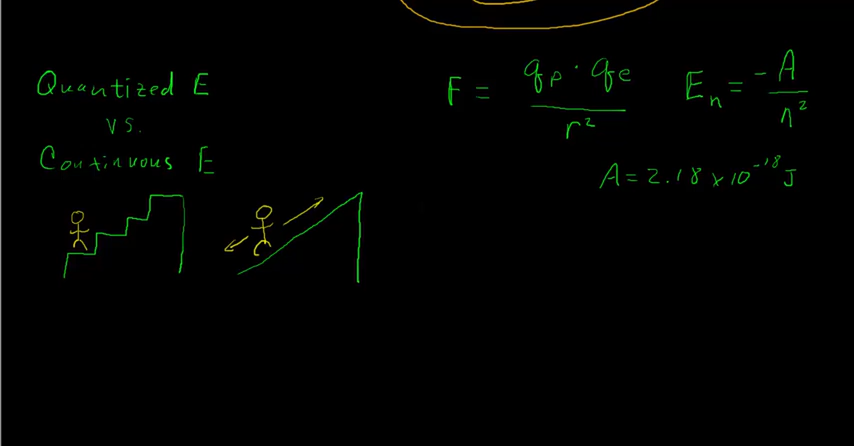 Quantized E
vs.
Continuous E
F = qp · qe / r²
En = -A / n²
A = 2.18 x 10⁻¹⁸ J